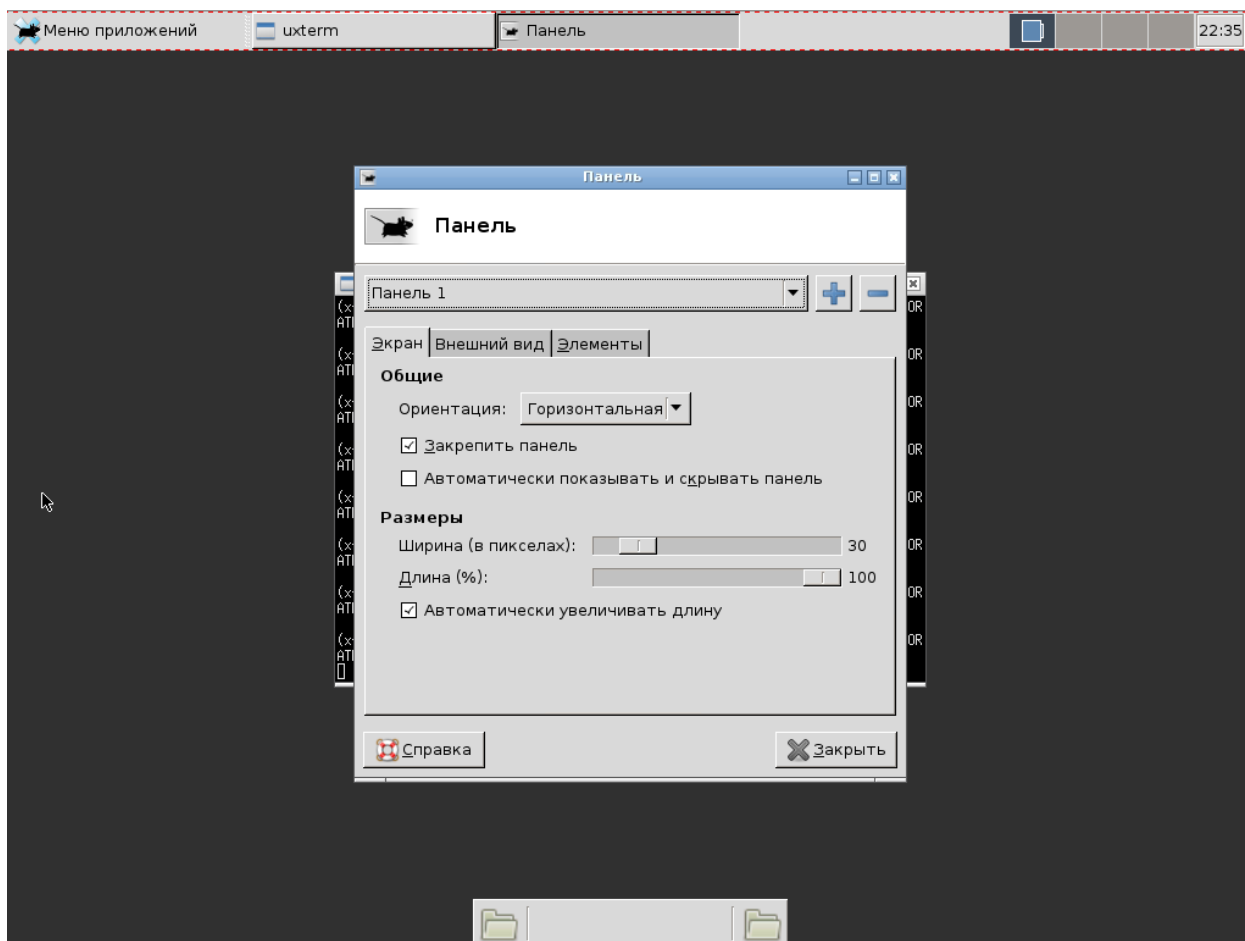 Меню приложений
uxterm
Панель
22:35
Панель
Панель
Панель 1
Экран
Внешний вид
Элементы
Общие
Ориентация:
Горизонтальная
Закрепить панель
Автоматически показывать и скрывать панель
Размеры
Ширина (в пикселах):
30
Длина (%):
100
Автоматически увеличивать длину
Справка
Закрыть